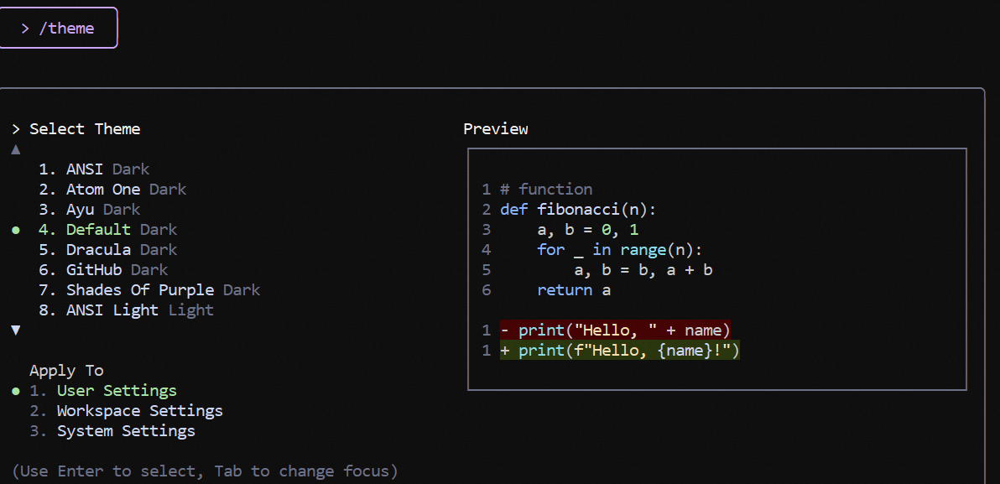 > /theme
> Select Theme
▲
1. ANSI Dark
2. Atom One Dark
3. Ayu Dark
● 4. Default Dark
5. Dracula Dark
6. GitHub Dark
7. Shades Of Purple Dark
8. ANSI Light Light
▼
Apply To
● 1. User Settings
2. Workspace Settings
3. System Settings
(Use Enter to select, Tab to change focus)
Preview
1 # function
2 def fibonacci(n):
3     a, b = 0, 1
4     for _ in range(n):
5         a, b = b, a + b
6     return a
1 - print("Hello, " + name)
1 + print(f"Hello, {name}!")